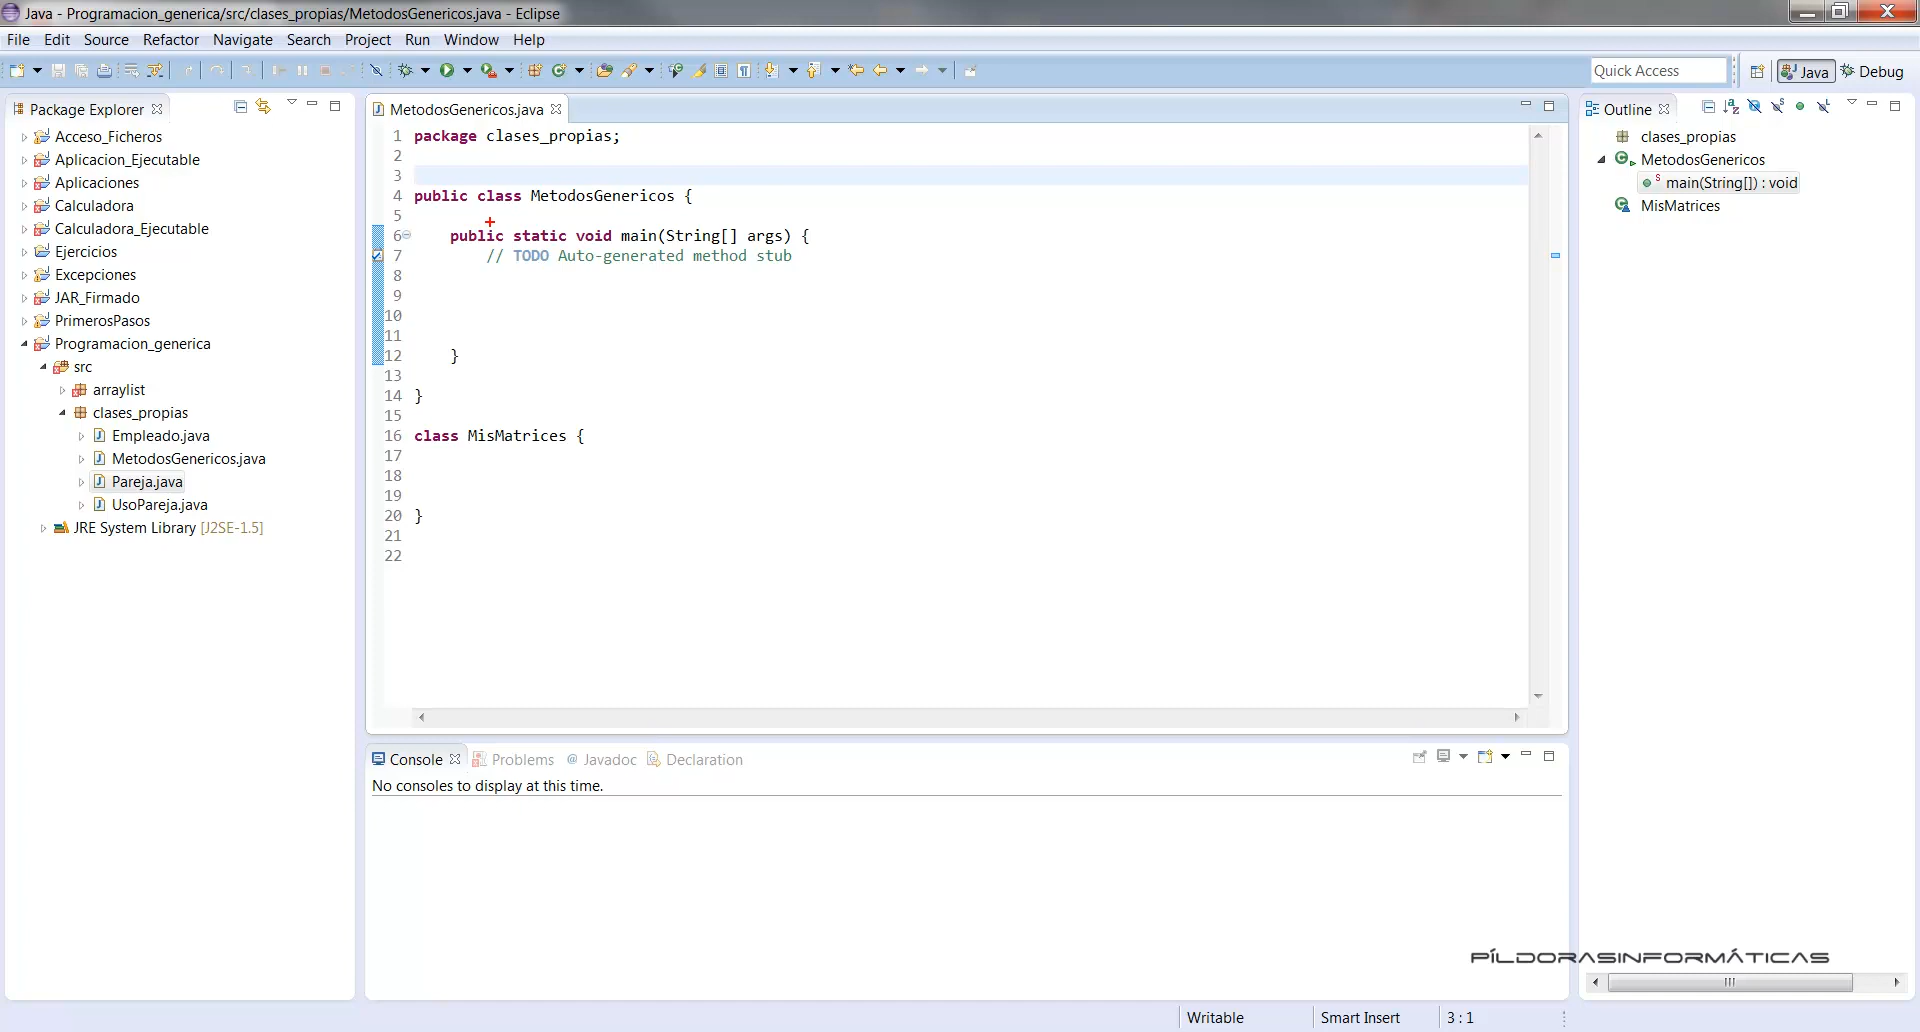 Java - Programacion_generica/src/clases_propias/MetodosGenericos.java - Eclipse
File Edit Source Refactor Navigate Search Project Run Window Help
Quick Access
Java
Debug
Package Explorer
Acceso_Ficheros
Aplicacion_Ejecutable
Aplicaciones
Calculadora
Calculadora_Ejecutable
Ejercicios
Excepciones
JAR_Firmado
PrimerosPasos
Programacion_generica
src
arraylist
clases_propias
Empleado.java
MetodosGenericos.java
Pareja.java
UsoPareja.java
JRE System Library [J2SE-1.5]
MetodosGenericos.java
1 package clases_propias;
2
3
4 public class MetodosGenericos {
5
6 public static void main(String[] args) {
7 // TODO Auto-generated method stub
8
9
10
11
12 }
13
14 }
15
16 class MisMatrices {
17
18
19
20 }
21
22
Console Problems @ Javadoc Declaration
No consoles to display at this time.
Outline
clases_propias
MetodosGenericos
main(String[]) : void
MisMatrices
PÍLDORASINFORMÁTICAS
Writable
Smart Insert
3 : 1